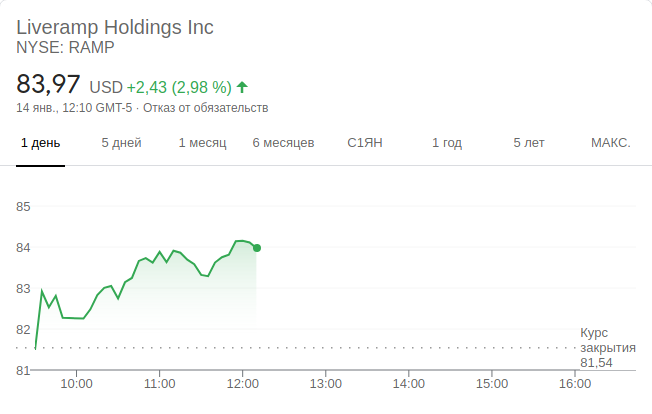 Liveramp Holdings Inc
NYSE: RAMP
83,97 USD +2,43 (2,98 %)
14 янв., 12:10 GMT-5 · Отказ от обязательств
1 день 5 дней 1 месяц 6 месяцев С1ЯН 1 год 5 лет МАКС.
85
84
83
82
Курс
закрытия
81,54
81
10:00 11:00 12:00 13:00 14:00 15:00 16:00